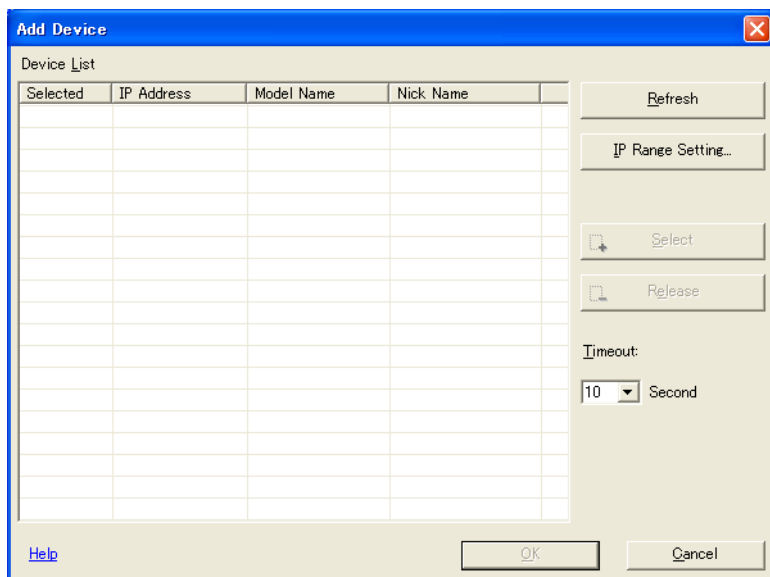 Add Device
Device List
Selected IP Address Model Name Nick Name
Refresh
IP Range Setting...
Select
Release
Timeout:
10 Second
Help OK Cancel